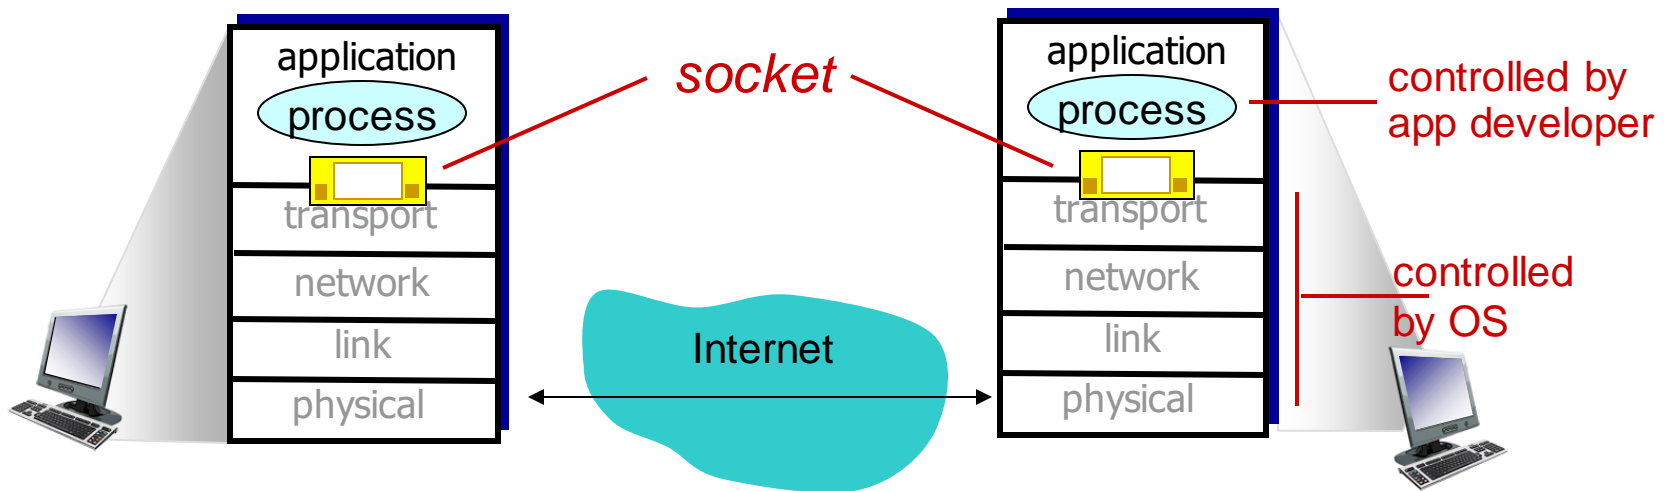 application
process
transport
network
link
physical
socket
Internet
application
process
transport
network
link
physical
controlled by
app developer
controlled
by OS